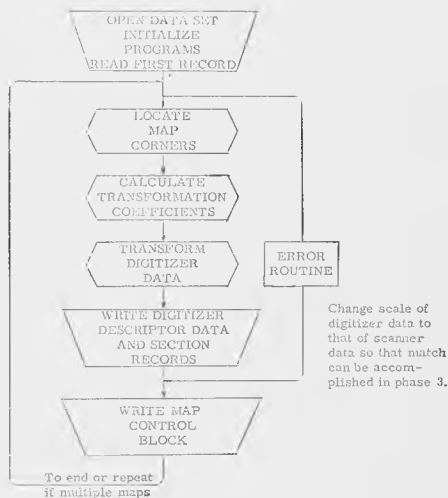 OPEN DATA SET
INITIALIZE
PROGRAMS
READ FIRST RECORD
LOCATE
MAP
CORNERS
CALCULATE
TRANSFORMATION
COEFFICIENTS
TRANSFORM
DIGITIZER
DATA
ERROR
ROUTINE
WRITE DIGITIZER
DESCRIPTOR DATA
AND SECTION
RECORDS
Change scale of
digitizer data to
that of scanner
data so that match
can be accom-
plished in phase 3.
WRITE MAP
CONTROL
BLOCK
To end or repeat
if multiple maps